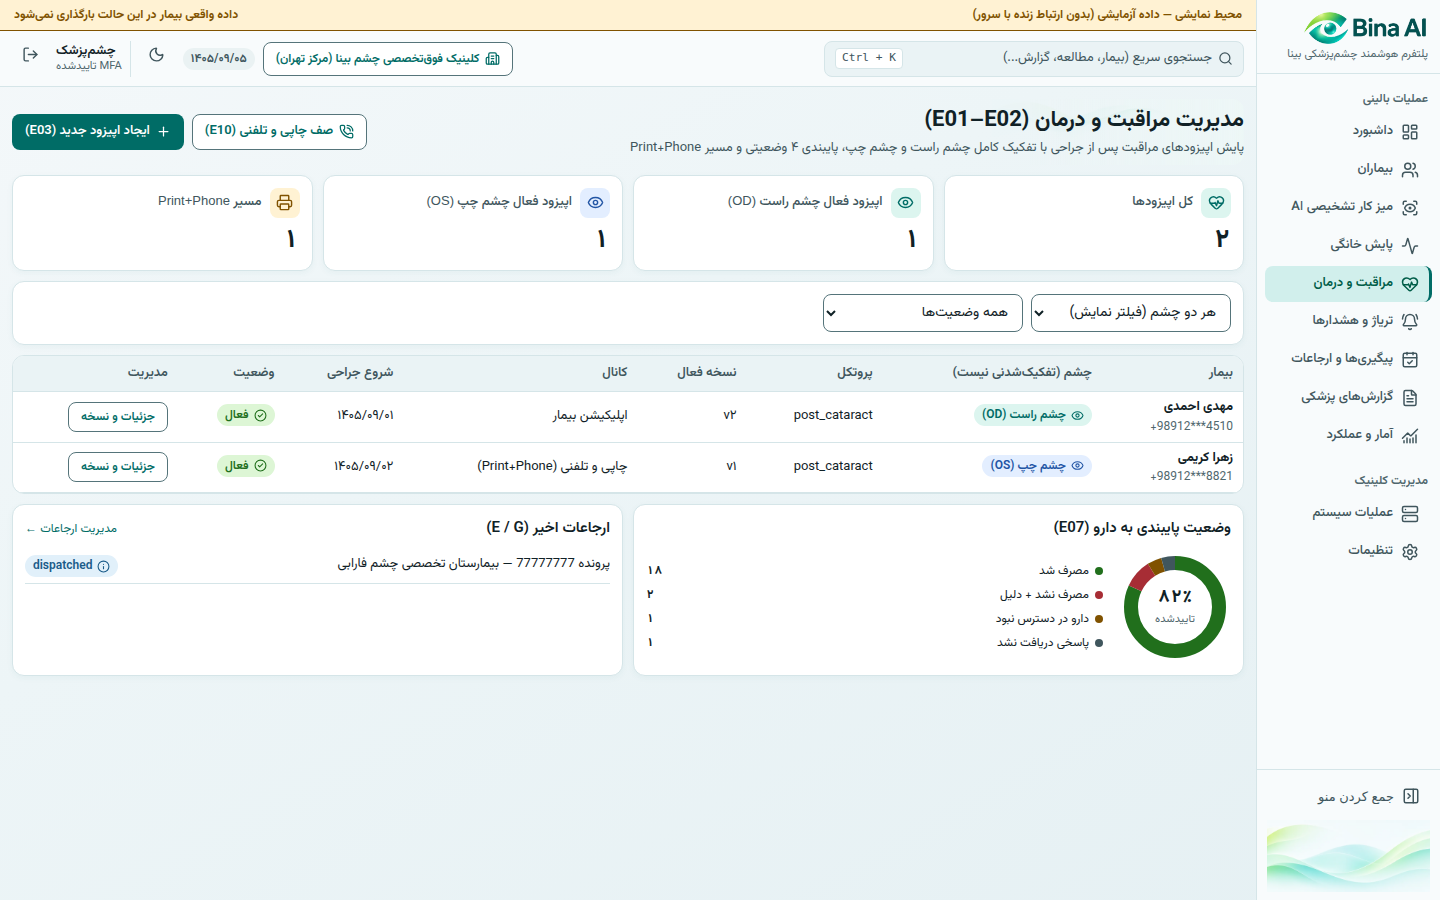 محیط نمایشی — داده آزمایشی (بدون ارتباط زنده با سرور)
داده واقعی بیمار در این حالت بارگذاری نمی‌شود
Bina AI
پلتفرم هوشمند چشم‌پزشکی بینا
جستجوی سریع (بیمار، مطالعه، گزارش...)
Ctrl + K
کلینیک فوق‌تخصصی چشم بینا (مرکز تهران)
۱۴۰۵/۰۹/۰۵
چشم‌پزشک
MFA تاییدشده
عملیات بالینی
داشبورد
بیماران
میز کار تشخیصی AI
پایش خانگی
مراقبت و درمان
تریاژ و هشدارها
پیگیری‌ها و ارجاعات
گزارش‌های پزشکی
آمار و عملکرد
مدیریت کلینیک
عملیات سیستم
تنظیمات
جمع کردن منو
مدیریت مراقبت و درمان (E01–E02)
پایش اپیزودهای مراقبت پس از جراحی با تفکیک کامل چشم راست و چشم چپ، پایبندی ۴ وضعیتی و مسیر Print+Phone
صف چاپی و تلفنی (E10)
ایجاد اپیزود جدید (E03)
کل اپیزودها
۲
اپیزود فعال چشم راست (OD)
۱
اپیزود فعال چشم چپ (OS)
۱
مسیر Print+Phone
۱
هر دو چشم (فیلتر نمایش)
همه وضعیت‌ها
بیمار چشم (تفکیک‌شدنی نیست) پروتکل نسخه فعال کانال شروع جراحی وضعیت مدیریت
مهدی احمدی
+98912***4510
چشم راست (OD) post_cataract v۲ اپلیکیشن بیمار ۱۴۰۵/۰۹/۰۱ فعال جزئیات و نسخه
زهرا کریمی
+98912***8821
چشم چپ (OS) post_cataract v۱ چاپی و تلفنی (Print+Phone) ۱۴۰۵/۰۹/۰۲ فعال جزئیات و نسخه
وضعیت پایبندی به دارو (E07)
۸۲٪
تاییدشده
مصرف شد ۱۸
مصرف نشد + دلیل ۲
دارو در دسترس نبود ۱
پاسخی دریافت نشد ۱
ارجاعات اخیر (E / G)
مدیریت ارجاعات ←
پرونده 77777777 — بیمارستان تخصصی چشم فارابی
dispatched